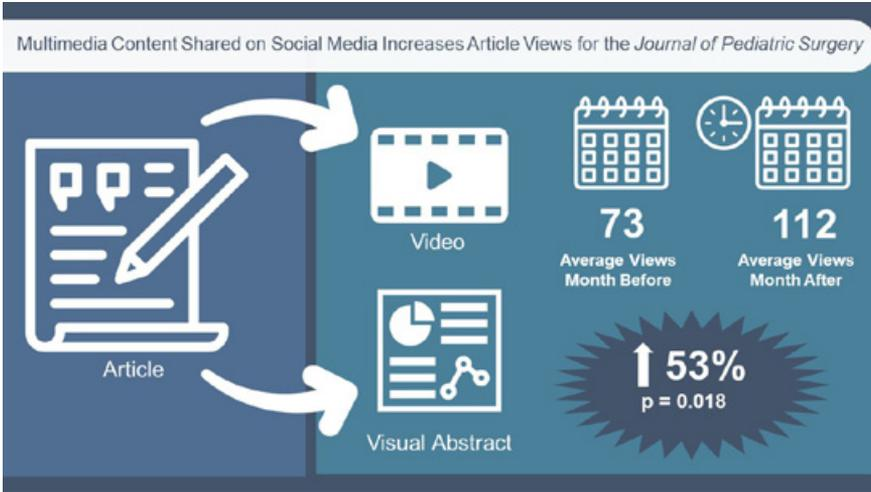 Multimedia Content Shared on Social Media Increases Article Views for the Journal of Pediatric Surgery
Article
Video
Visual Abstract
73
Average Views
Month Before
112
Average Views
Month After
53%
p = 0.018